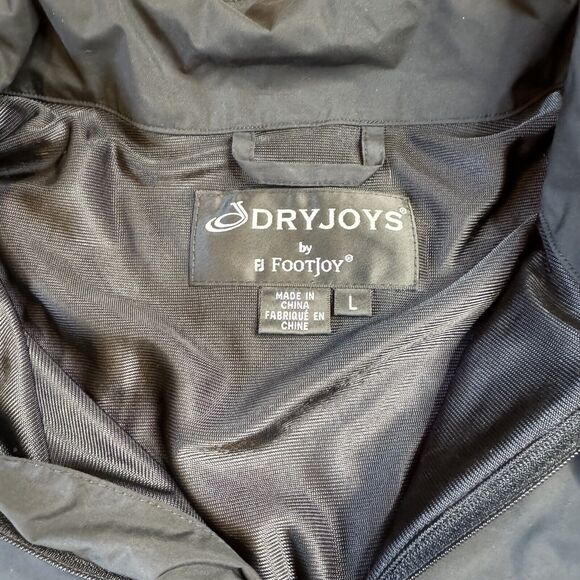 DRYJOYS®
by
FJ FOOTJOY®
MADE IN
CHINA
FABRIQUÉ EN
CHINE
L